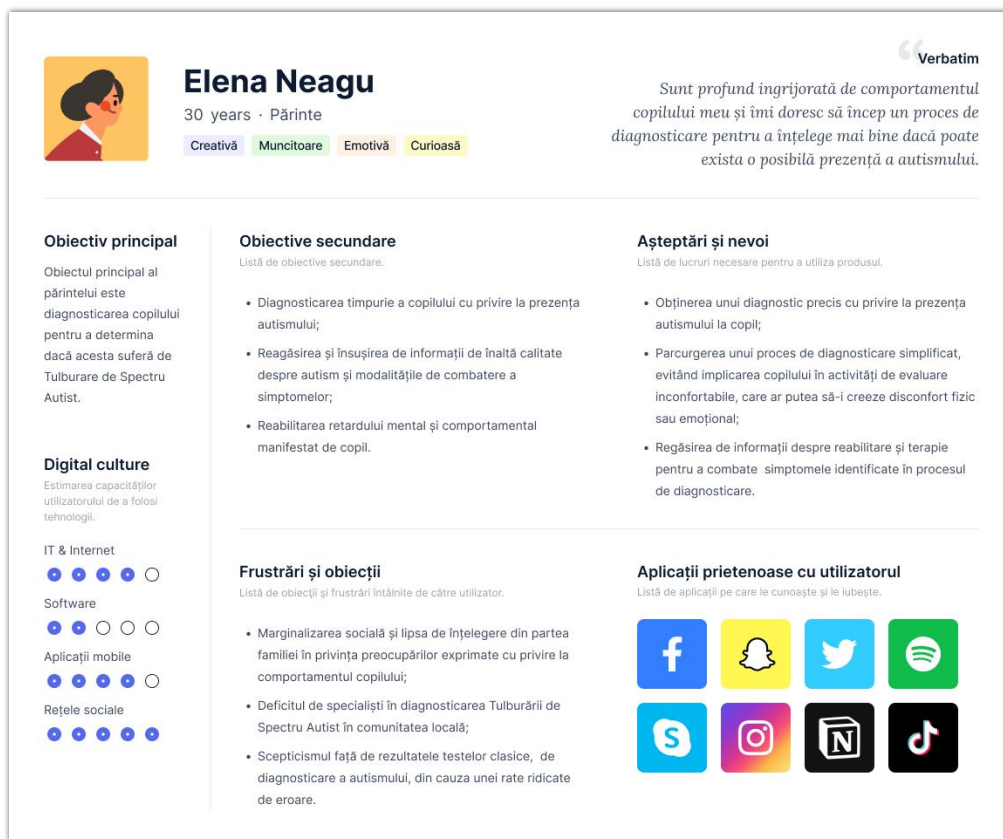 Elena Neagu
30 years · Părinte
Creativă Muncitoare Emotivă Curioasă
“
Verbatim
Sunt profund ingrijorată de comportamentul
copilului meu și îmi doresc să încep un proces de
diagnosticare pentru a înțelege mai bine dacă poate
exista o posibilă prezență a autismului.
Obiectiv principal
Obiectul principal al
părintelui este
diagnosticarea copilului
pentru a determina
dacă acesta suferă de
Tulburare de Spectru
Autist.
Digital culture
Estimarea capacităților
utilizatorului de a folosi
tehnologii.
IT & Internet
Software
Aplicații mobile
Rețele sociale
Obiective secundare
Listă de obiective secundare.
• Diagnosticarea timpurie a copilului cu privire la prezența
autismului;
• Reagăsirea și însușirea de informații de înaltă calitate
despre autism și modalitățile de combatere a
simptomelor;
• Reabilitarea retardului mental și comportamental
manifestat de copil.
Așteptări și nevoi
Listă de lucruri necesare pentru a utiliza produsul.
• Obținerea unui diagnostic precis cu privire la prezența
autismului la copil;
• Parcurgerea unui proces de diagnosticare simplificat,
evitând implicarea copilului în activități de evaluare
inconfortabile, care ar putea să-i creeze disconfort fizic
sau emoțional;
• Regăsirea de informații despre reabilitare și terapie
pentru a combate simptomele identificate în procesul
de diagnosticare.
Frustrări și obiecții
Listă de obiecții și frustrări întâlnite de către utilizator.
• Marginalizarea socială și lipsa de înțelegere din partea
familiei în privința preocupărilor exprimate cu privire la
comportamentul copilului;
• Deficitul de specialiști în diagnosticarea Tulburării de
Spectru Autist în comunitatea locală;
• Scepticismul față de rezultatele testelor clasice, de
diagnosticare a autismului, din cauza unei rate ridicate
de eroare.
Aplicații prietenoase cu utilizatorul
Listă de aplicații pe care le cunoaște și le iubește.